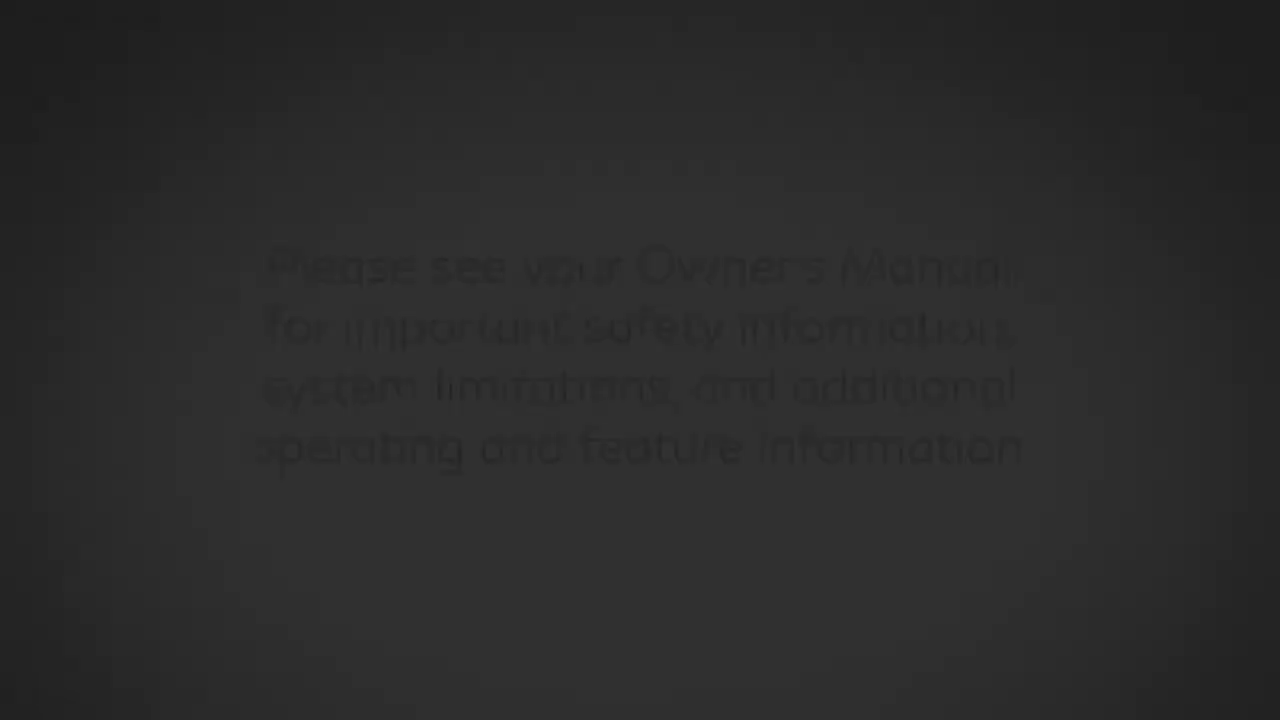 Please see your Owner's Manual
for important safety information,
system limitations, and additional
operating and feature information